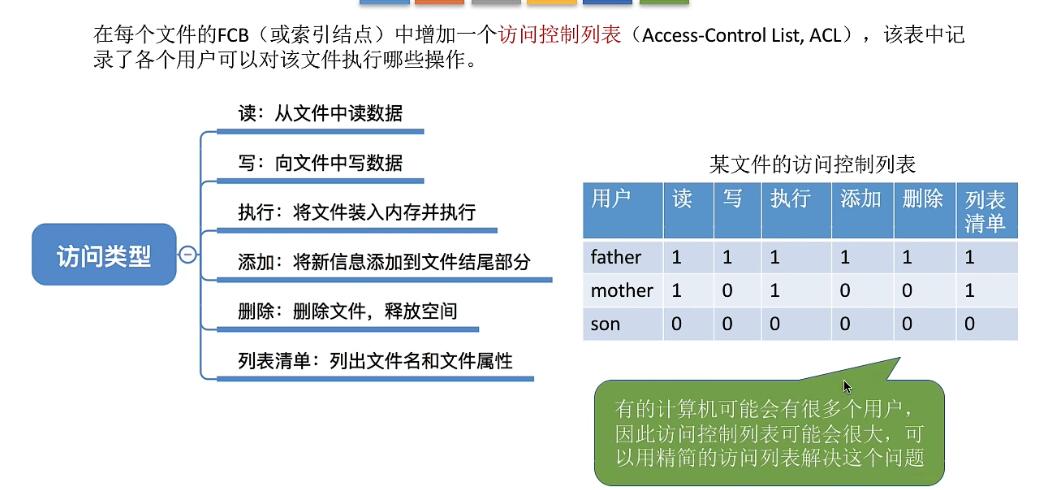 在每个文件的FCB（或索引结点）中增加一个访问控制列表（Access-Control List, ACL），该表中记
录了各个用户可以对该文件执行哪些操作。
访问类型
读：从文件中读数据
写：向文件中写数据
执行：将文件装入内存并执行
添加：将新信息添加到文件结尾部分
删除：删除文件，释放空间
列表清单：列出文件名和文件属性
某文件的访问控制列表
用户 读 写 执行 添加 删除 列表
清单
father 1 1 1 1 1 1
mother 1 0 1 0 0 1
son 0 0 0 0 0 0
有的计算机可能会有很多个用户，
因此访问控制列表可能会很大，可
以用精简的访问列表解决这个问题